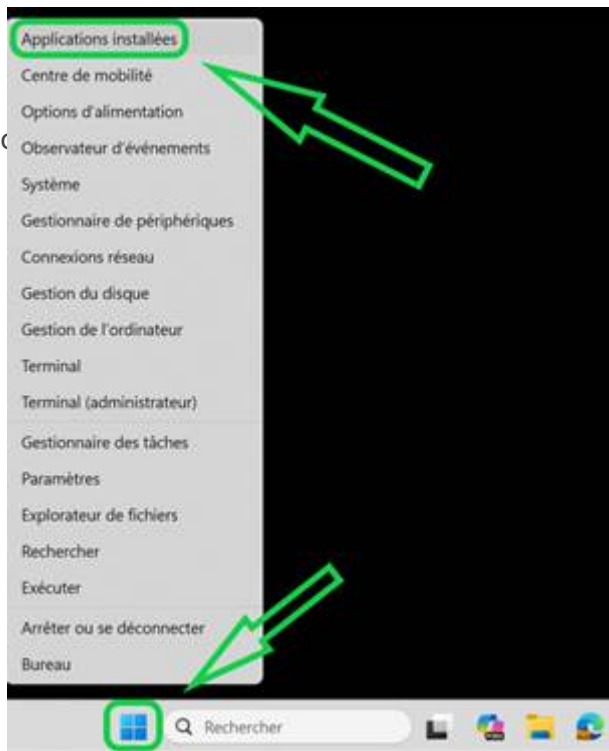 Applications installées
Centre de mobilité
Options d'alimentation
Observateur d'événements
Système
Gestionnaire de périphériques
Connexions réseau
Gestion du disque
Gestion de l'ordinateur
Terminal
Terminal (administrateur)
Gestionnaire des tâches
Paramètres
Explorateur de fichiers
Rechercher
Exécuter
Arrêter ou se déconnecter
Bureau
Rechercher